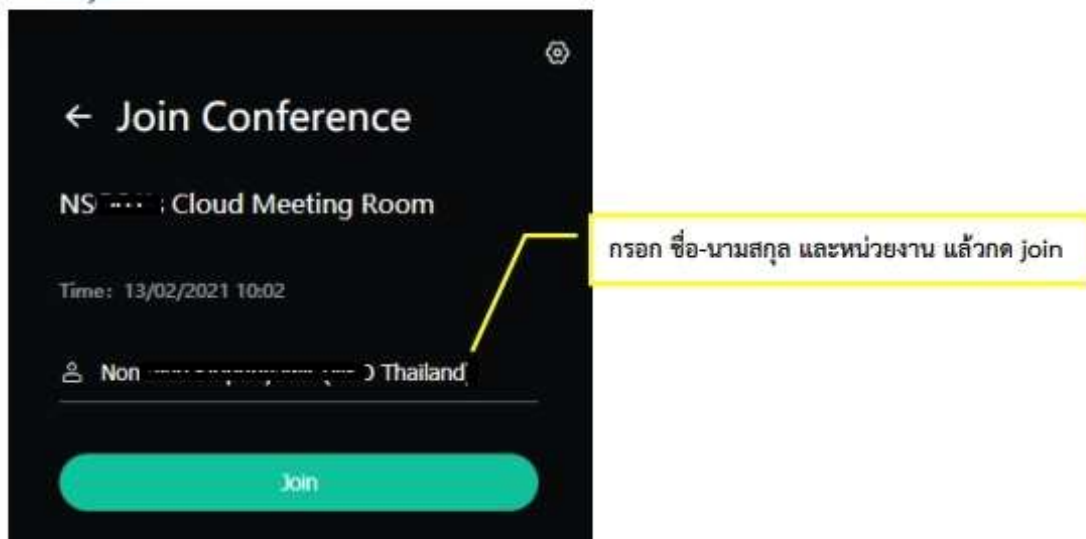 Join Conference
Cloud Meeting Room
Time: 13/02/2021 10:02
Non Thailand)
Join
กรอก ชื่อ-นามสกุล และหน่วยงาน แล้วกด join